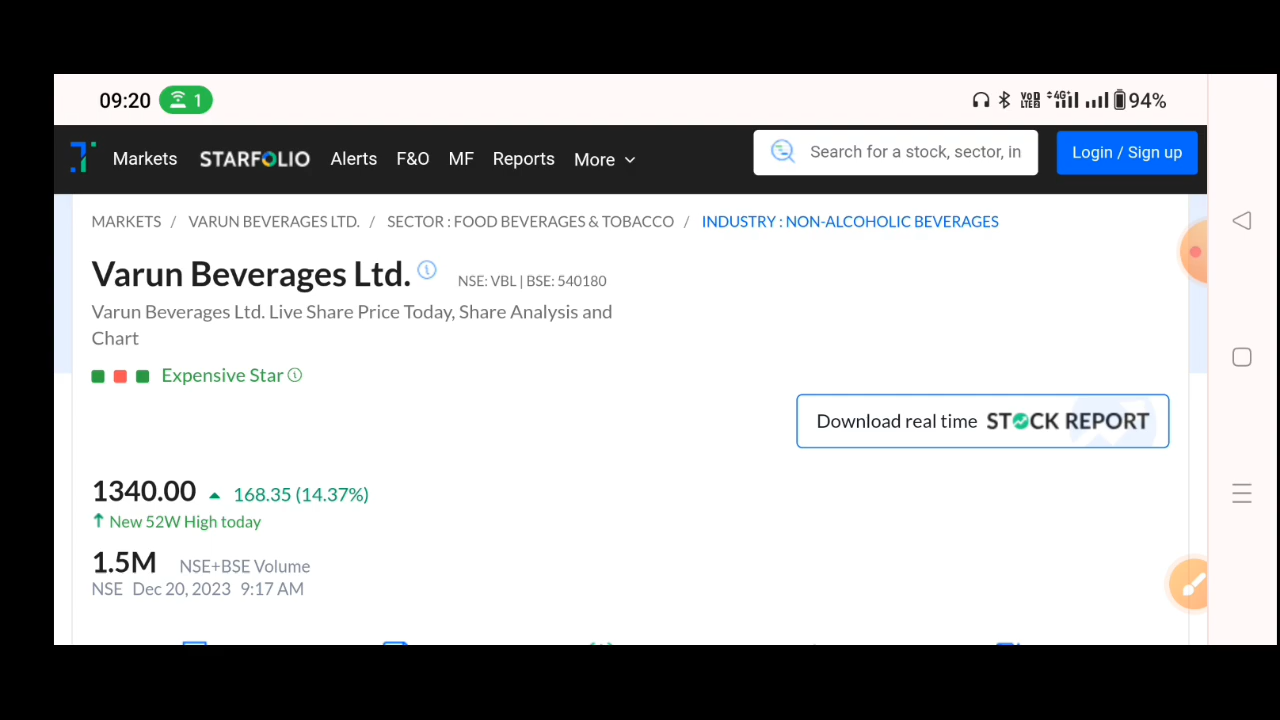 09:20 1 VoD LTE2 4G+ 94%
Markets STARFOLIO Alerts F&O MF Reports More Search for a stock, sector, in Login / Sign up
MARKETS / VARUN BEVERAGES LTD. / SECTOR : FOOD BEVERAGES & TOBACCO / INDUSTRY : NON-ALCOHOLIC BEVERAGES
Varun Beverages Ltd. NSE: VBL | BSE: 540180
Varun Beverages Ltd. Live Share Price Today, Share Analysis and
Chart
Expensive Star
Download real time STOCK REPORT
1340.00 168.35 (14.37%)
New 52W High today
1.5M NSE+BSE Volume
NSE Dec 20, 2023 9:17 AM